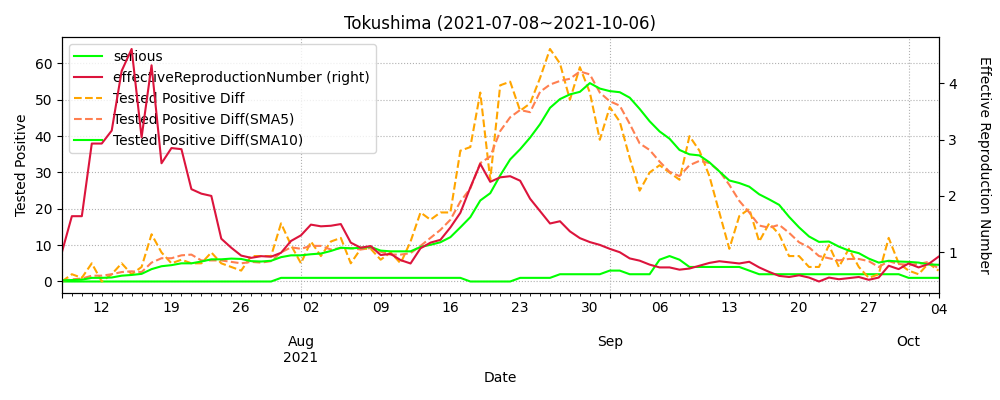 Tokushima (2021-07-08~2021-10-06)
serious
effectiveReproductionNumber (right)
Tested Positive Diff
Tested Positive Diff(SMA5)
Tested Positive Diff(SMA10)
Tested Positive
60
50
40
30
20
10
0
4
3
2
1
Effective Reproduction Number
12 19 26 02 09 16 23 30 06 13 20 27 04
Aug Sep Oct
2021
Date